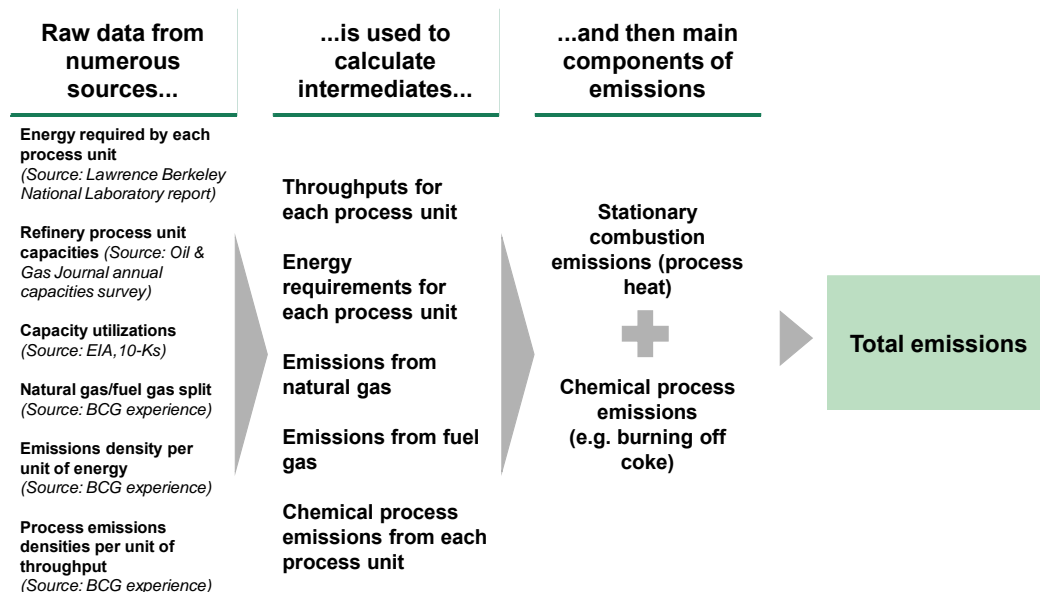 Raw data from
numerous
sources...
Energy required by each
process unit
(Source: Lawrence Berkeley
National Laboratory report)
Refinery process unit
capacities (Source: Oil &
Gas Journal annual
capacities survey)
Capacity utilizations
(Source: EIA,10-Ks)
Natural gas/fuel gas split
(Source: BCG experience)
Emissions density per
unit of energy
(Source: BCG experience)
Process emissions
densities per unit of
throughput
(Source: BCG experience)
...is used to
calculate
intermediates...
Throughputs for
each process unit
Energy
requirements for
each process unit
Emissions from
natural gas
Emissions from fuel
gas
Chemical process
emissions from each
process unit
...and then main
components of
emissions
Stationary
combustion
emissions (process
heat)
Chemical process
emissions
(e.g. burning off
coke)
Total emissions